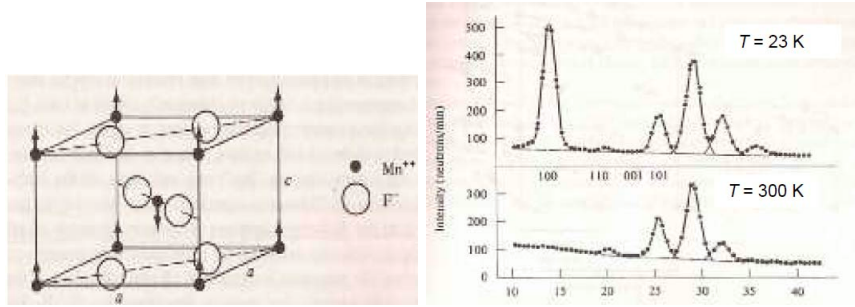 Mn++
F-
c
a
a
Intensity (neutrons/min)
500
400
300
200
100
T = 23 K
100 110 001 101
300
200
100
0
T = 300 K
10 15 20 25 30 35 40